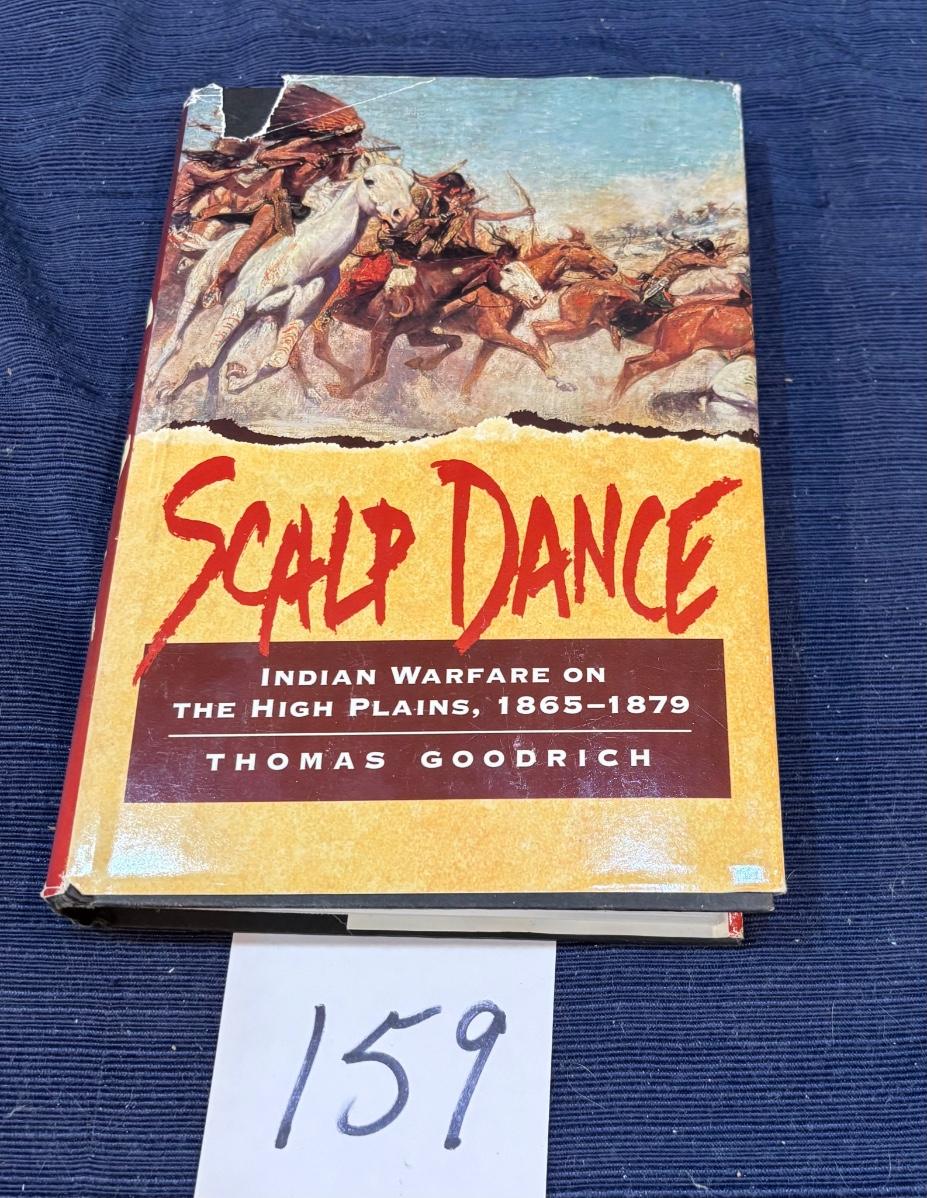 SCALP DANCE
INDIAN WARFARE ON
THE HIGH PLAINS, 1865–1879
THOMAS GOODRICH
159